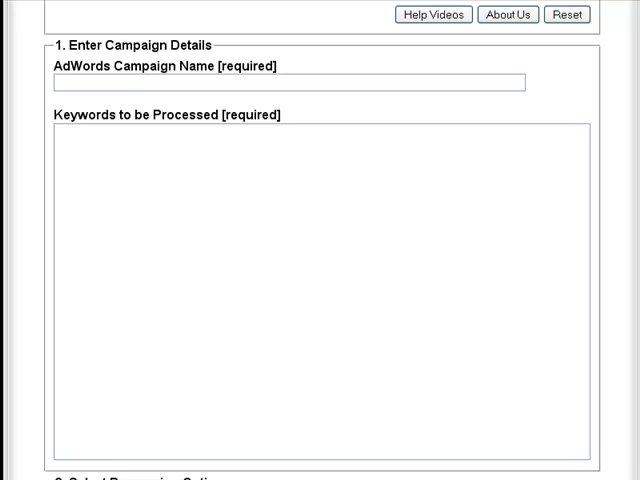 Help Videos About Us Reset
1. Enter Campaign Details
AdWords Campaign Name [required]
Keywords to be Processed [required]